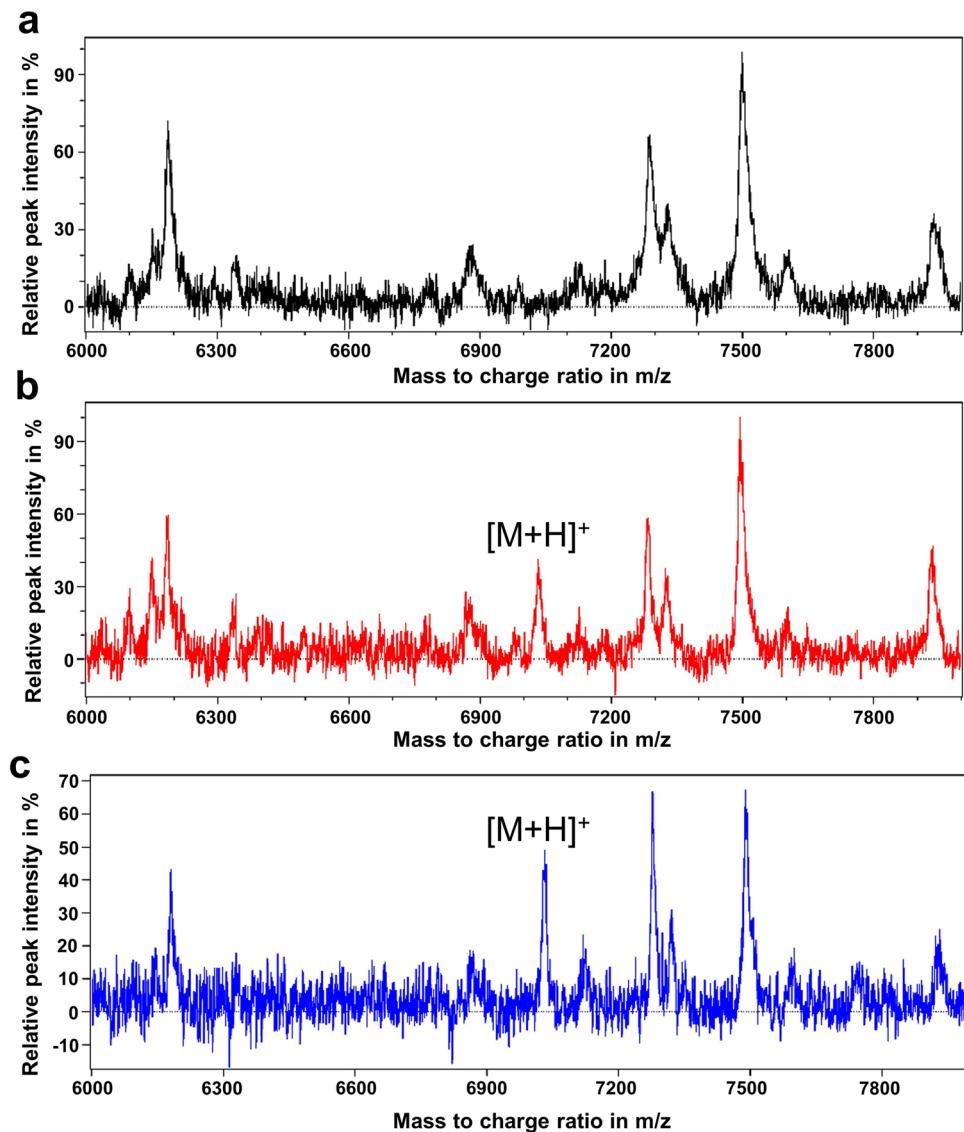 a
Relative peak intensity in %
90
60
30
0
6000 6300 6600 6900 7200 7500 7800
Mass to charge ratio in m/z
b
Relative peak intensity in %
90
60
30
0
[M+H]⁺
6000 6300 6600 6900 7200 7500 7800
Mass to charge ratio in m/z
c
Relative peak intensity in %
70
60
50
40
30
20
10
0
-10
[M+H]⁺
6000 6300 6600 6900 7200 7500 7800
Mass to charge ratio in m/z